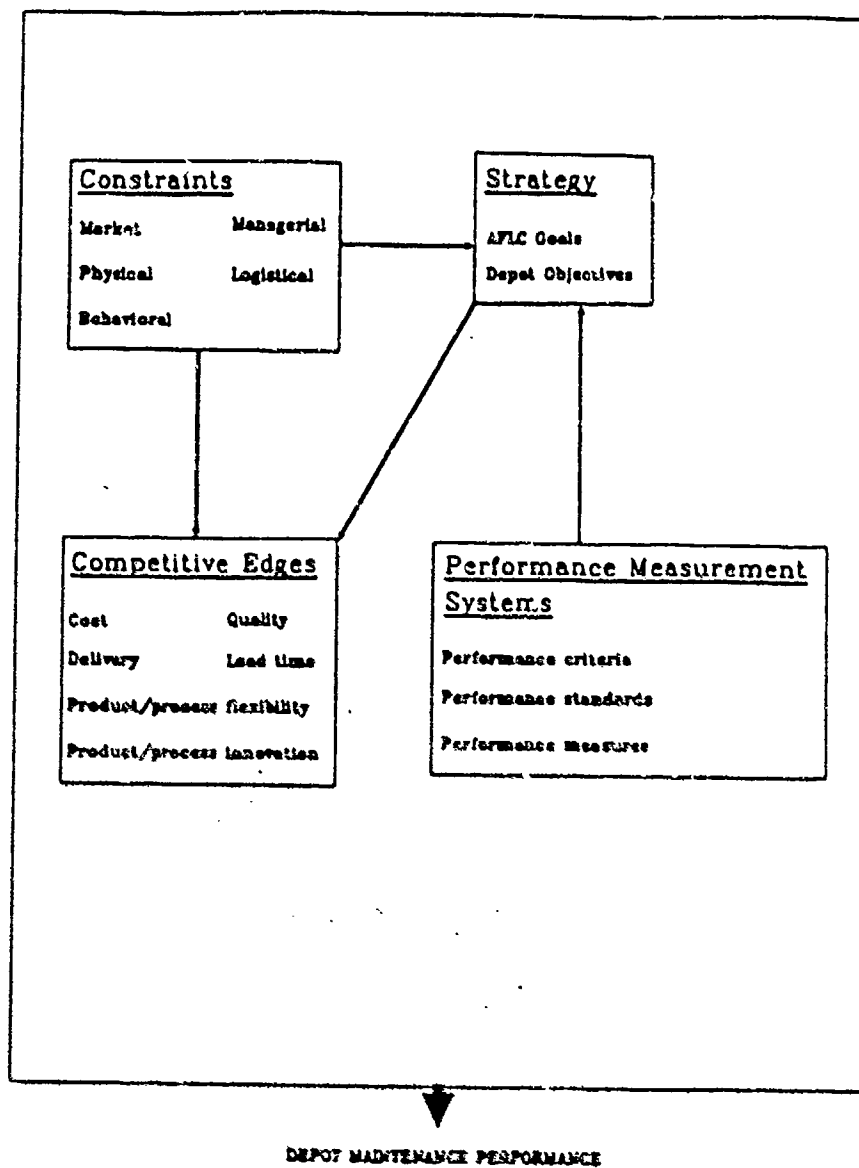 Constraints
Market Managerial
Physical Logistical
Behavioral
Strategy
AFLC Goals
Depot Objectives
Competitive Edges
Cost Quality
Delivery Lead time
Product/process flexibility
Product/process innovation
Performance Measurement
Systems
Performance criteria
Performance standards
Performance measures
DEPOT MAINTENANCE PERFORMANCE